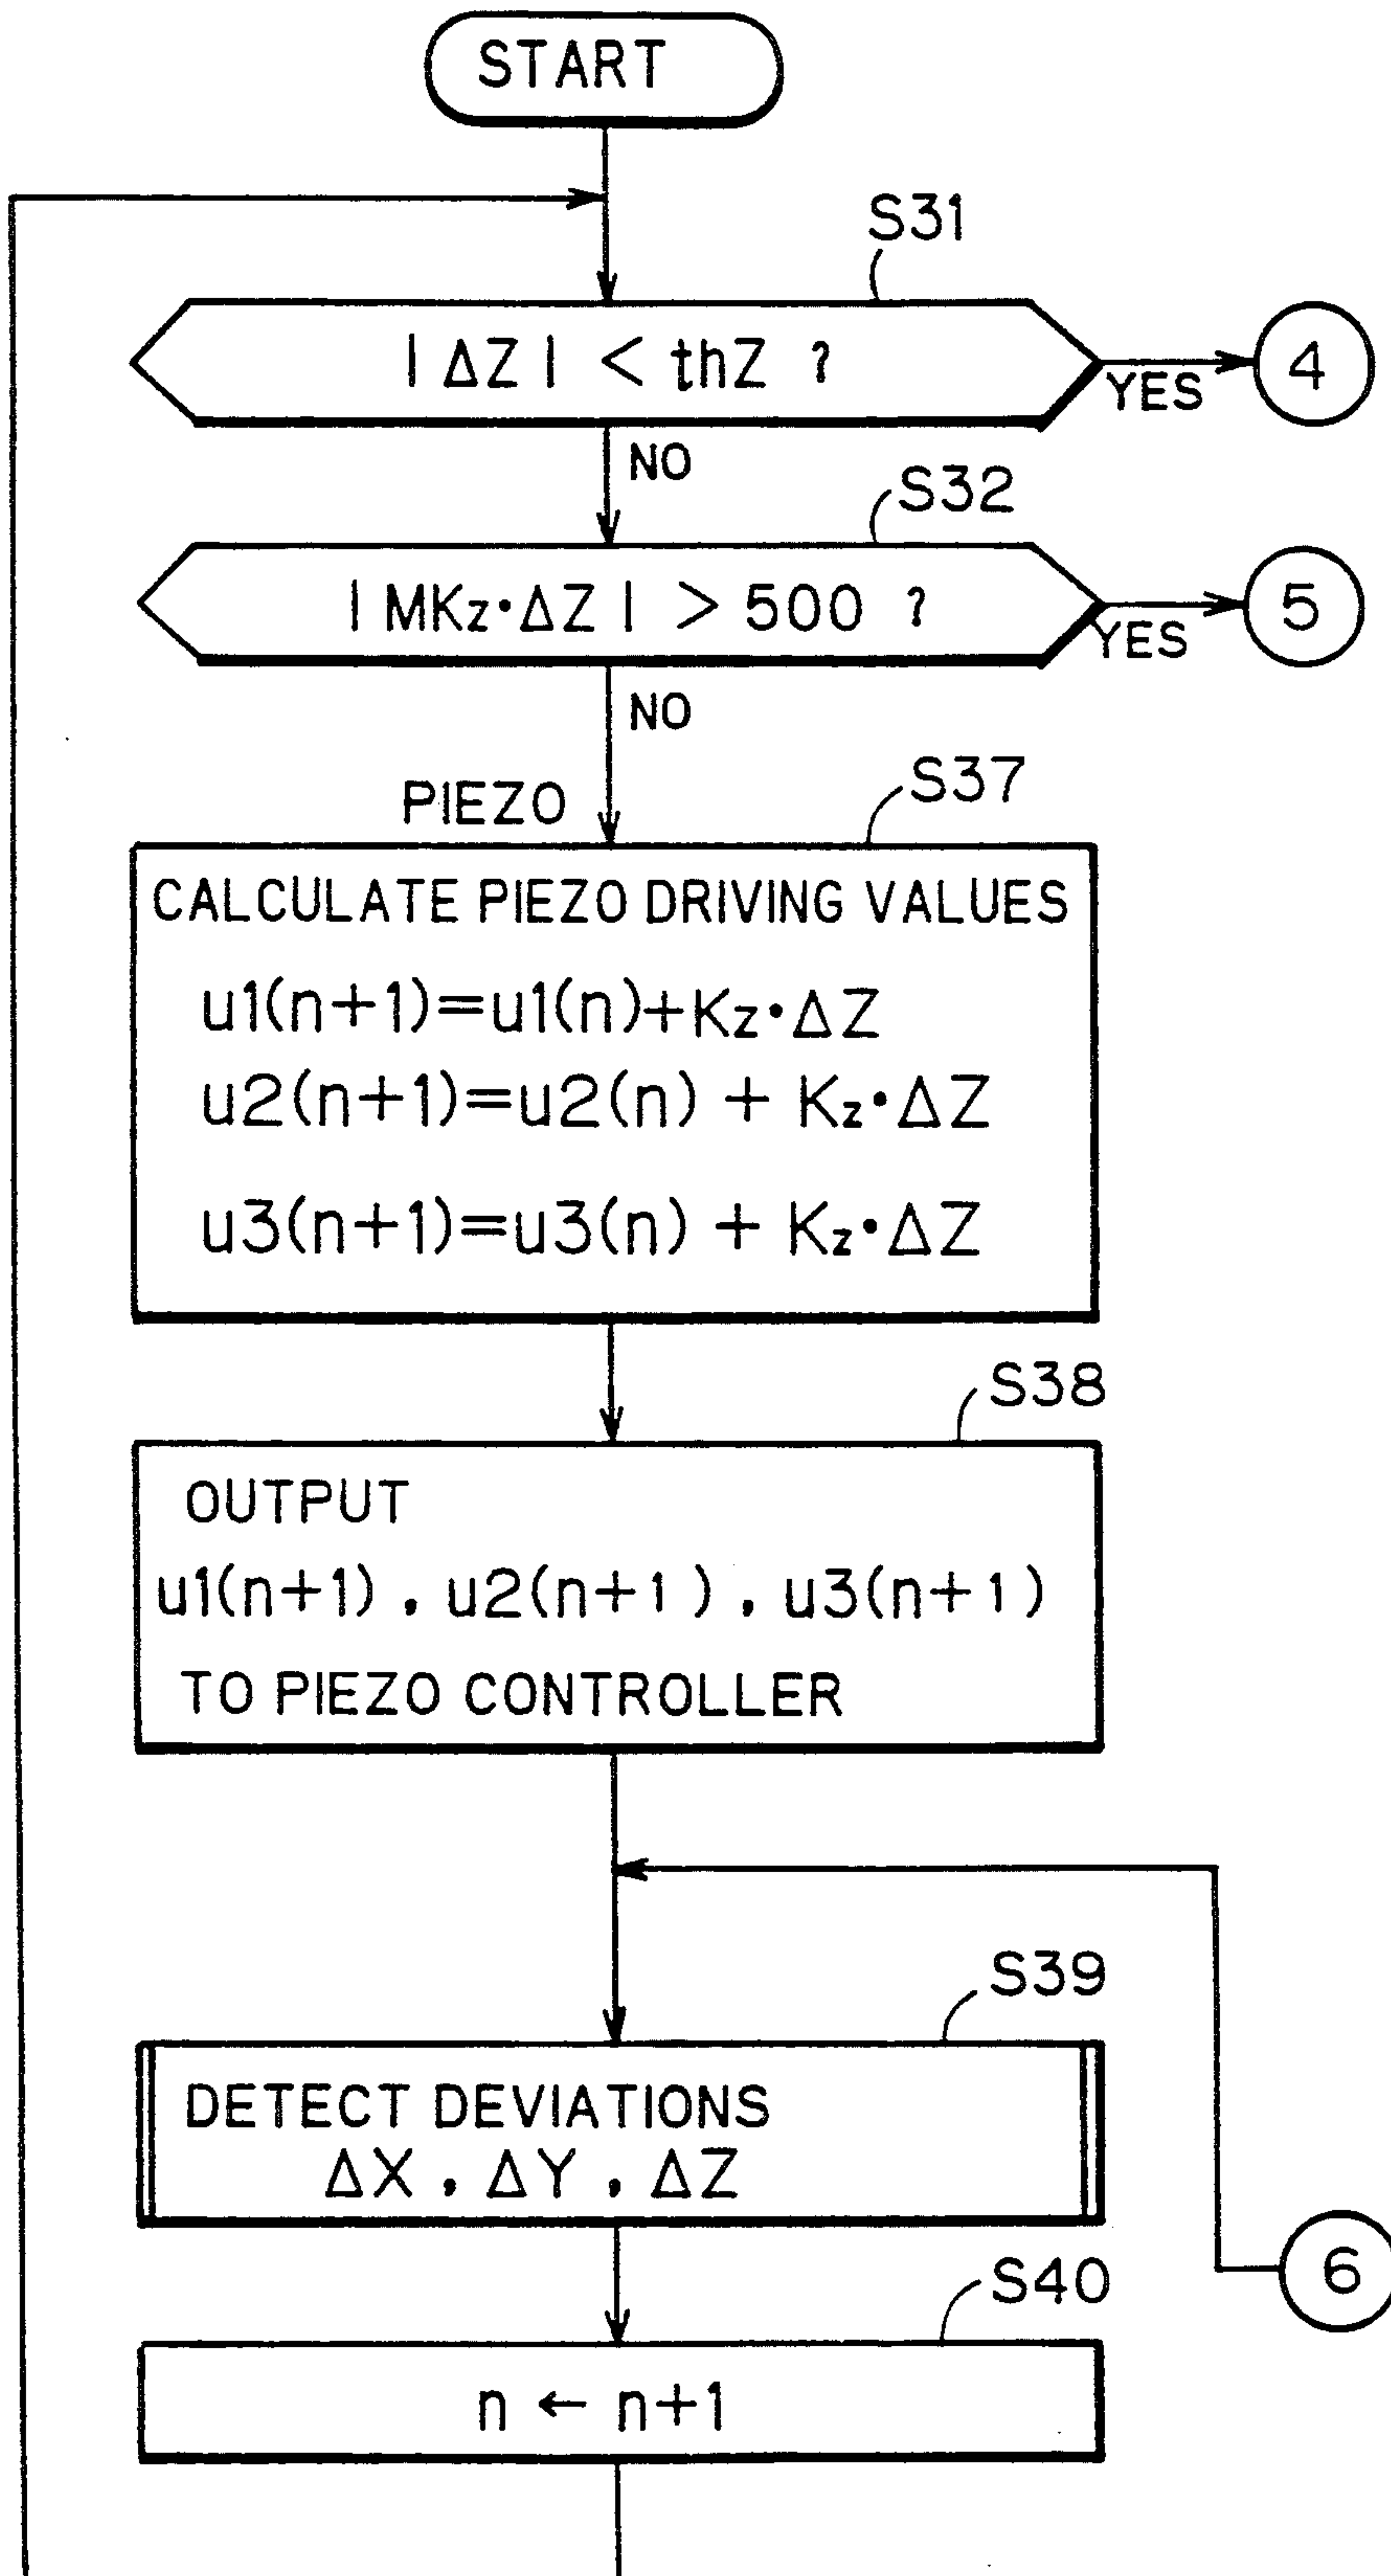 START
S31
| ΔZ | < thZ ?
YES
4
NO
S32
| MKz·ΔZ | > 500 ?
YES
5
NO
PIEZO
S37
CALCULATE PIEZO DRIVING VALUES
u1(n+1)=u1(n)+Kz·ΔZ
u2(n+1)=u2(n) + Kz·ΔZ
u3(n+1)=u3(n) + Kz·ΔZ
S38
OUTPUT
u1(n+1) , u2(n+1) , u3(n+1)
TO PIEZO CONTROLLER
S39
DETECT DEVIATIONS
ΔX , ΔY , ΔZ
6
S40
n ← n+1